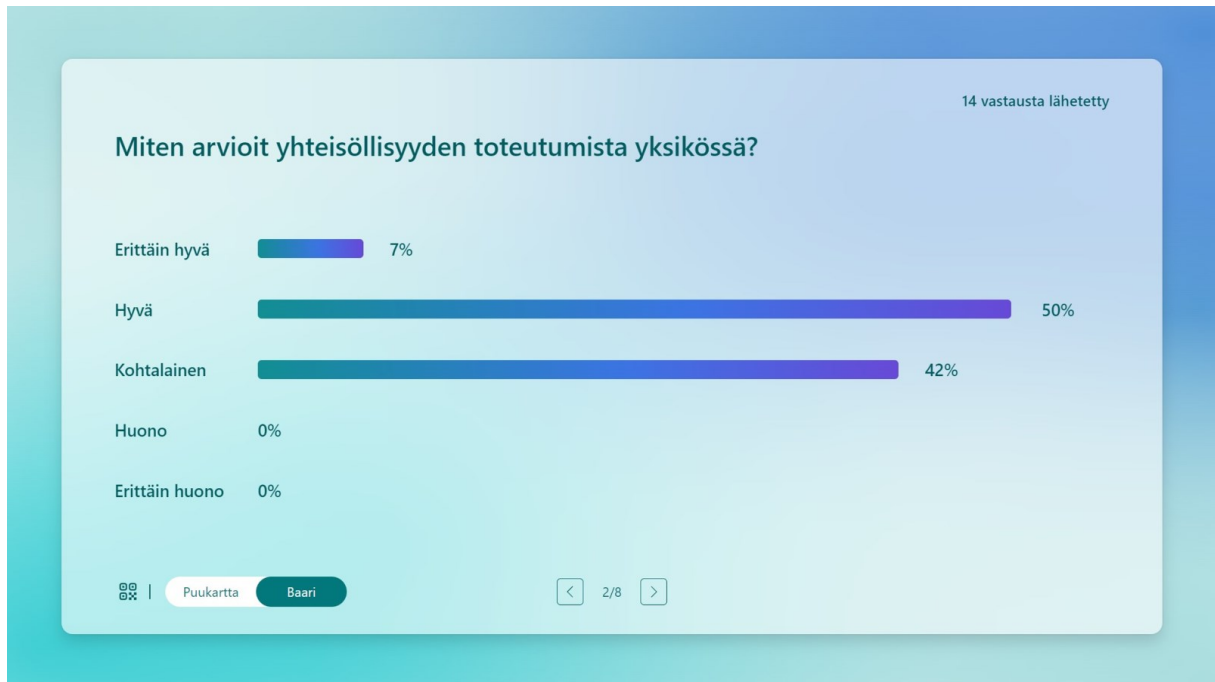 14 vastausta lähetetty
Miten arvioit yhteisöllisyyden toteutumista yksikössä?
Erittäin hyvä 7%
Hyvä 50%
Kohtalainen 42%
Huono 0%
Erittäin huono 0%
Puukartta Baari 2/8